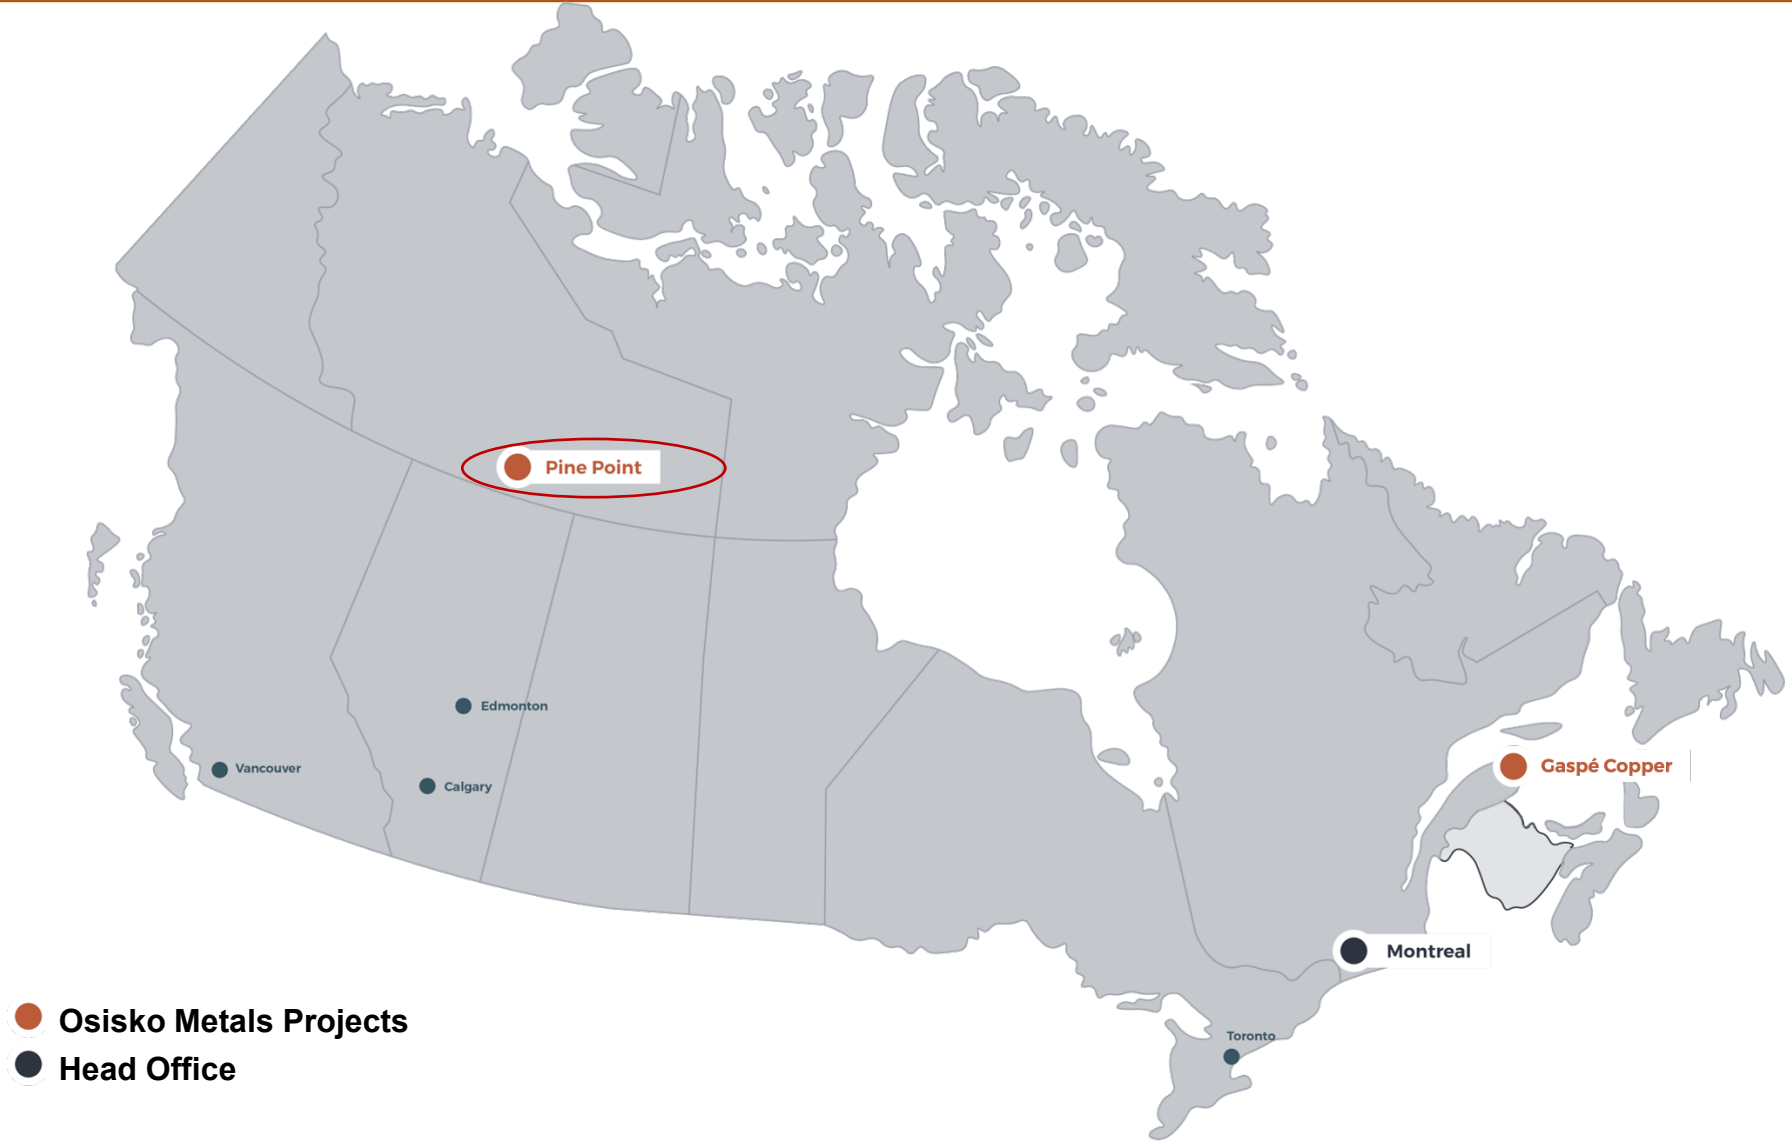 Pine Point
Edmonton
Vancouver
Calgary
Gaspé Copper
Montreal
Toronto
Osisko Metals Projects
Head Office